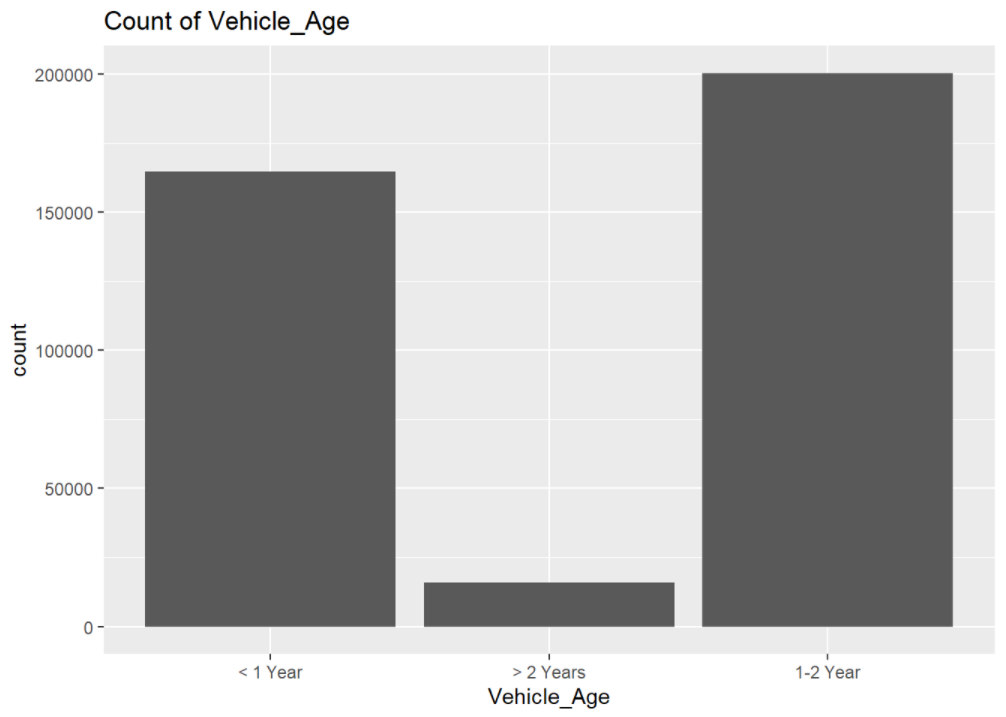 Count of Vehicle_Age
200000
150000
100000
50000
0
count
< 1 Year
> 2 Years
1-2 Year
Vehicle_Age